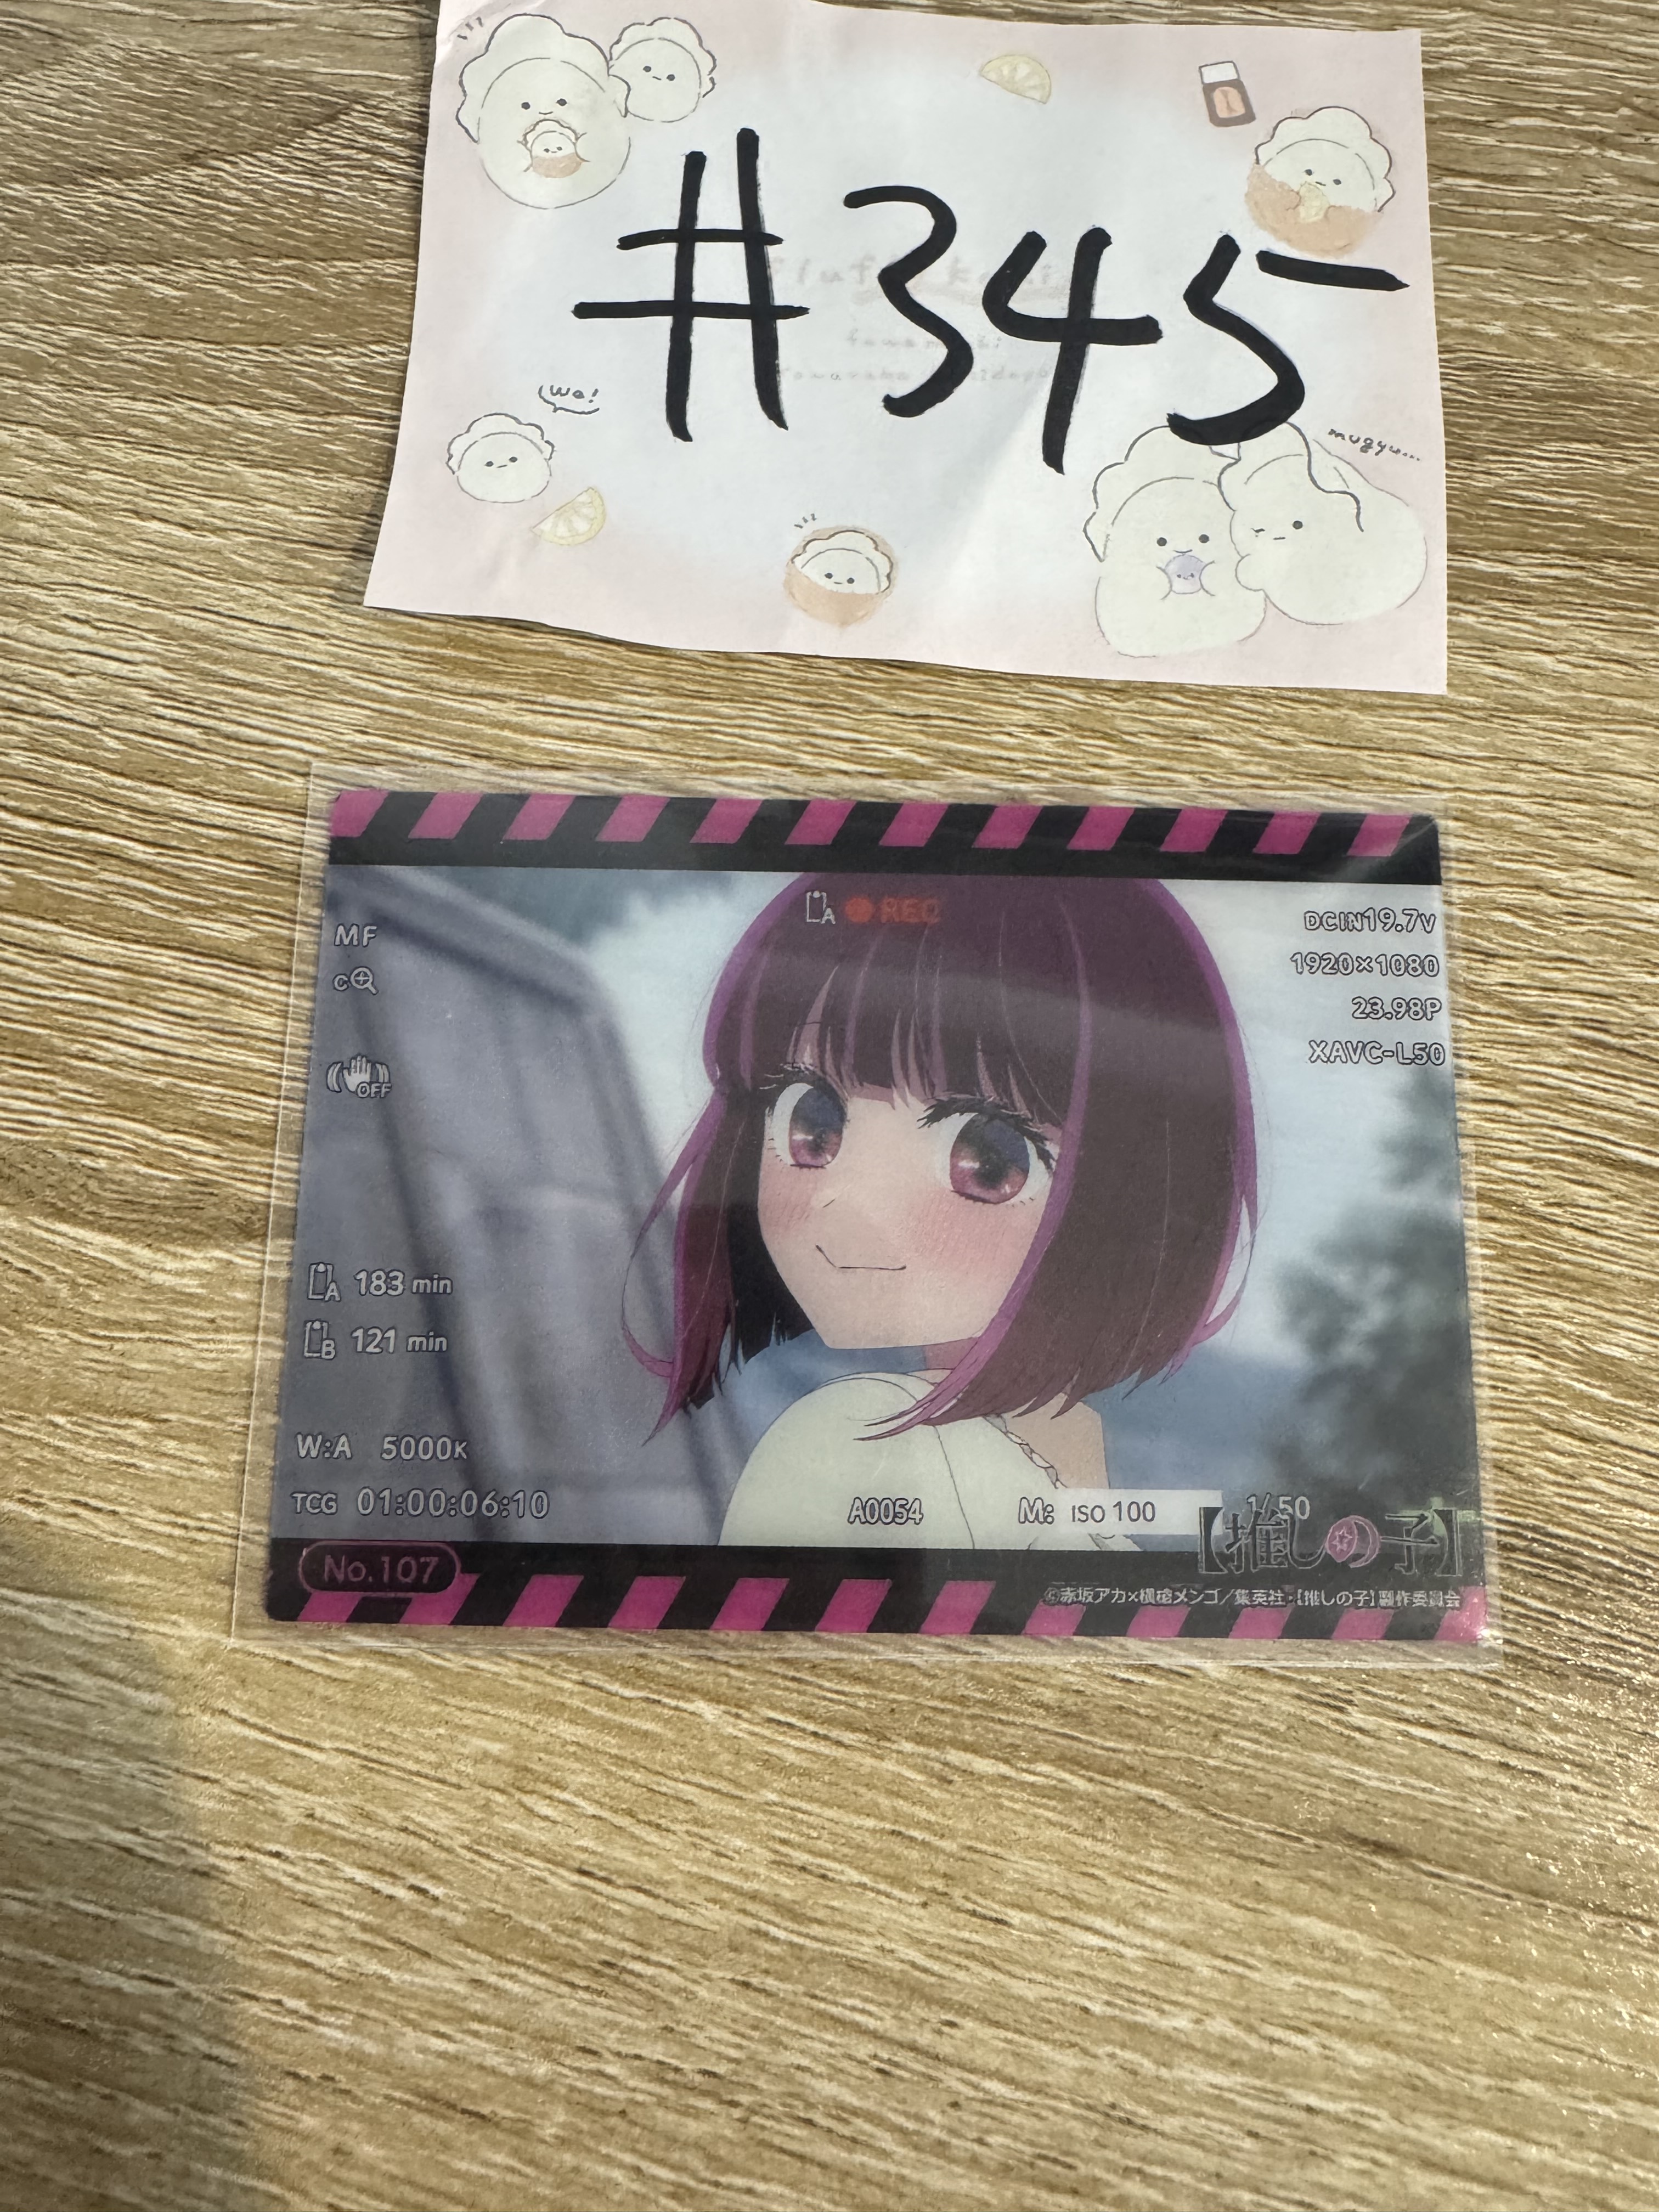 #345
we!
mugyu...
A ●REC
MF
C
OFF
DCIN19.7V
1920×1080
23.98P
XAVC-L50
A 183 min
B 121 min
W:A 5000K
TCG 01:00:06:10
A0054
M: ISO 100
1/50
【推しの子】
No.107
©赤坂アカ×横槍メンゴ/集英社・【推しの子】製作委員会